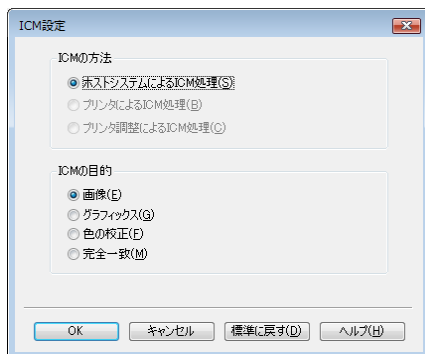 ICM設定
ICMの方法
ホストシステムによるICM処理(S)
プリンタによるICM処理(B)
プリンタ調整によるICM処理(C)
ICMの目的
画像(E)
グラフィックス(G)
色の校正(F)
完全一致(M)
OK キャンセル 標準に戻す(D) ヘルプ(H)